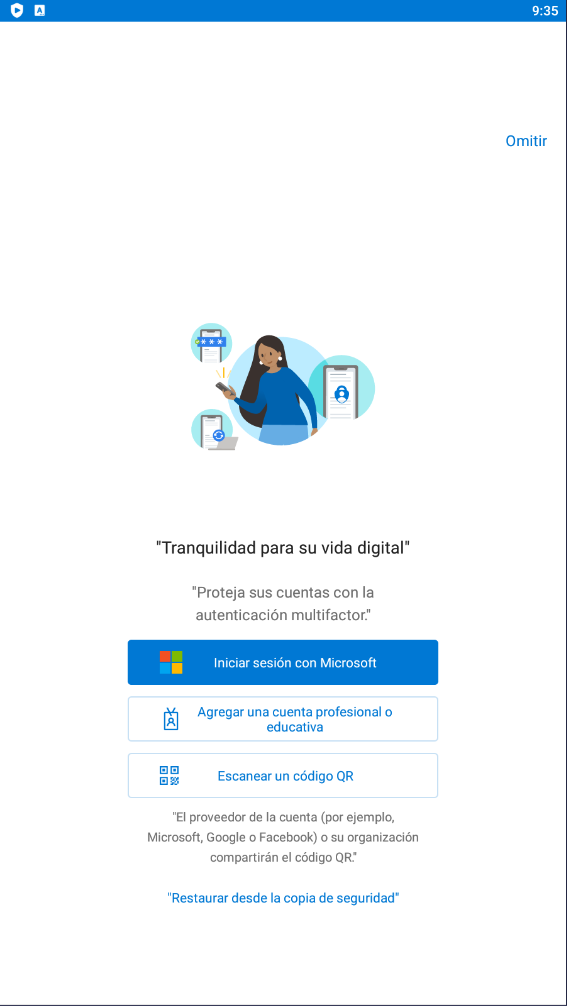 9:35
Omitir
"Tranquilidad para su vida digital"
"Proteja sus cuentas con la
autenticación multifactor."
Iniciar sesión con Microsoft
Agregar una cuenta profesional o
educativa
Escanear un código QR
"El proveedor de la cuenta (por ejemplo,
Microsoft, Google o Facebook) o su organización
compartirán el código QR."
"Restaurar desde la copia de seguridad"